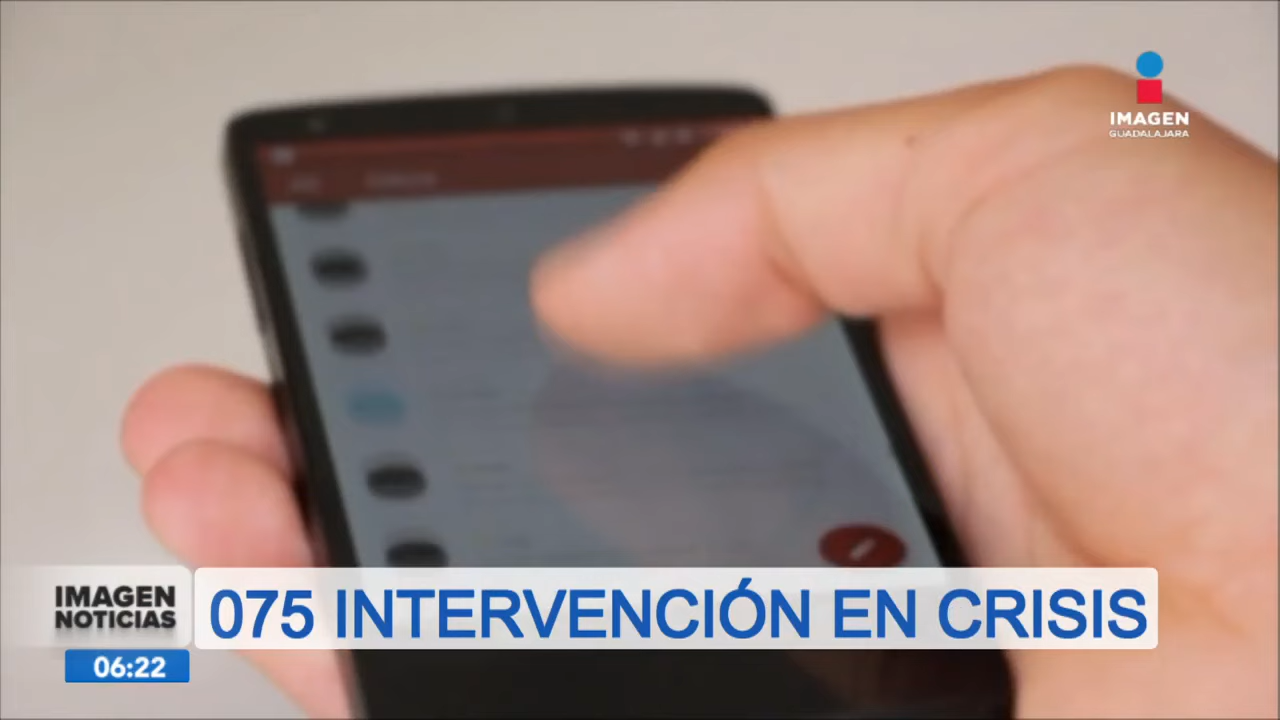 IMAGEN
GUADALAJARA
IMAGEN
NOTICIAS
075 INTERVENCIÓN EN CRISIS
06:22